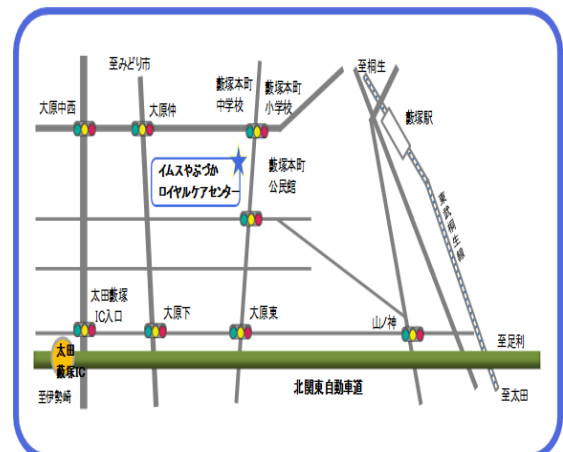 至みどり市
至桐生
藪塚本町
中学校
藪塚本町
小学校
大原中西
大原仲
藪塚駅
イムスやぶづか
ロイヤルケアセンター
藪塚本町
公民館
東武桐生線
太田藪塚
IC入口
大原下
大原東
山ノ神
太田
藪塚IC
至足利
至伊勢崎
北関東自動車道
至太田